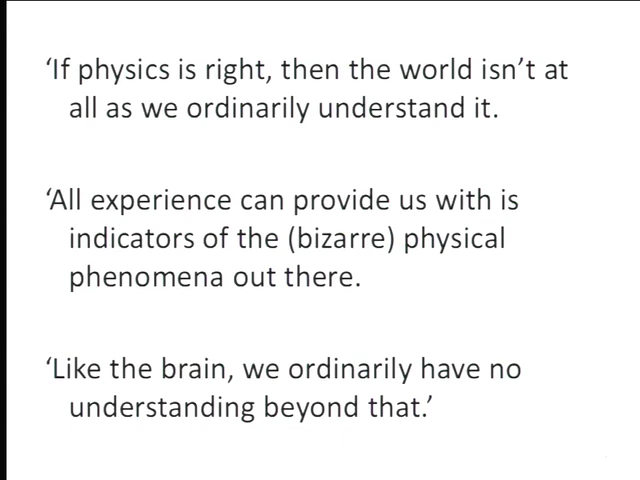 ‘If physics is right, then the world isn’t at
all as we ordinarily understand it.
‘All experience can provide us with is
indicators of the (bizarre) physical
phenomena out there.
‘Like the brain, we ordinarily have no
understanding beyond that.’